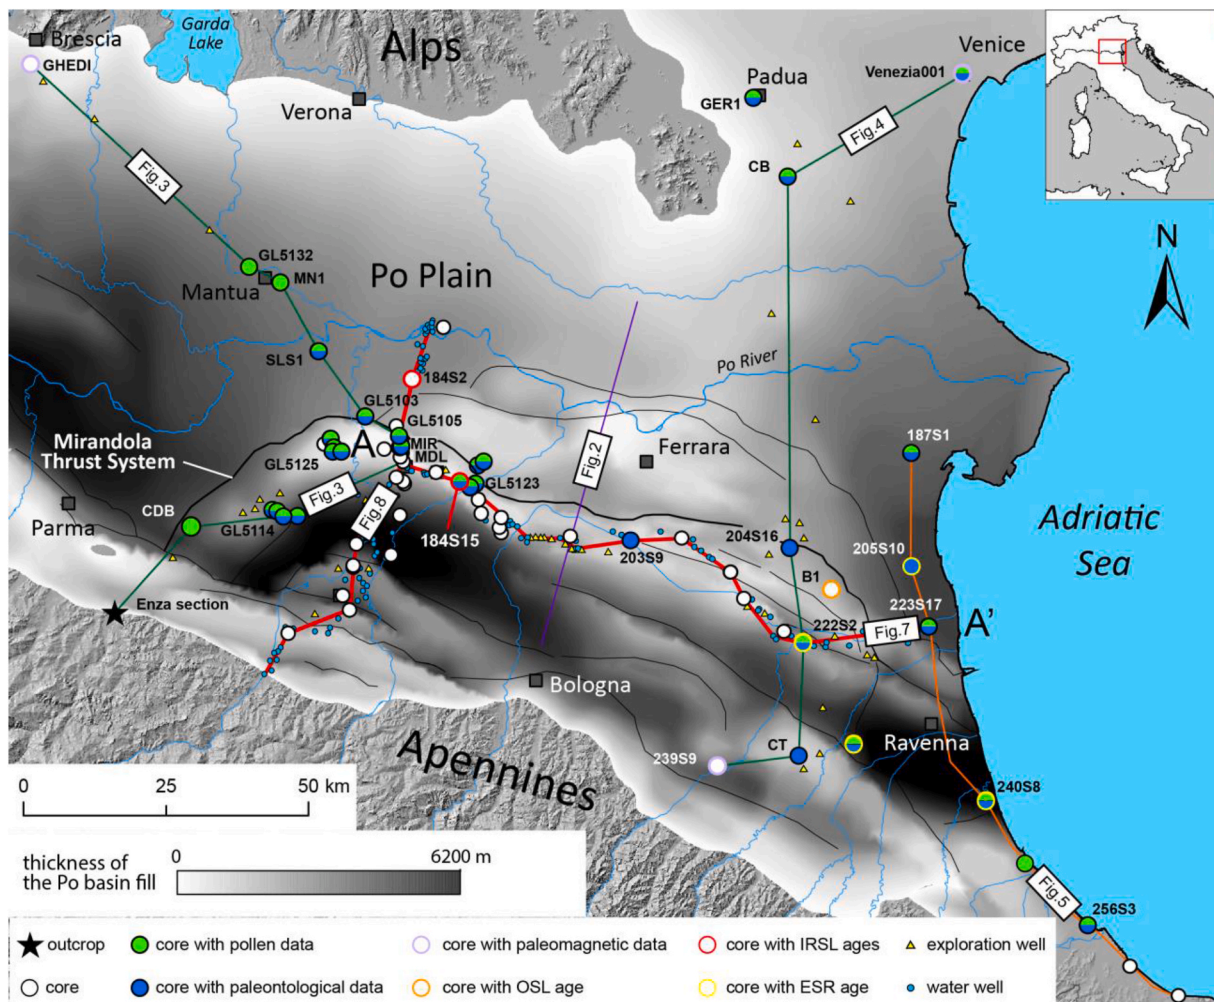 Brescia
GHEDI
Garda
Lake
Alps
Verona
Padua
GER1
Venice
Venezia001
Fig.4
CB
N
Fig.3
GL5132
MN1
Mantua
Po Plain
SLS1
Po River
184S2
GL5103
GL5105
A
MIR
MDL
Mirandola
Thrust System
GL5125
Fig.2
Ferrara
187S1
Fig.3
GL5123
Fig.8
CDB
Parma
GL5114
184S15
203S9
204S16
205S10
Adriatic
Sea
B1
Enza section
223S17
222S2
Fig.7
A'
Bologna
Apennines
239S9
CT
Ravenna
240S8
Fig.5
256S3
0 25 50 km
0 6200 m
thickness of
the Po basin fill
outcrop
core with pollen data
core with paleomagnetic data
core with IRSL ages
exploration well
core
core with paleontological data
core with OSL age
core with ESR age
water well